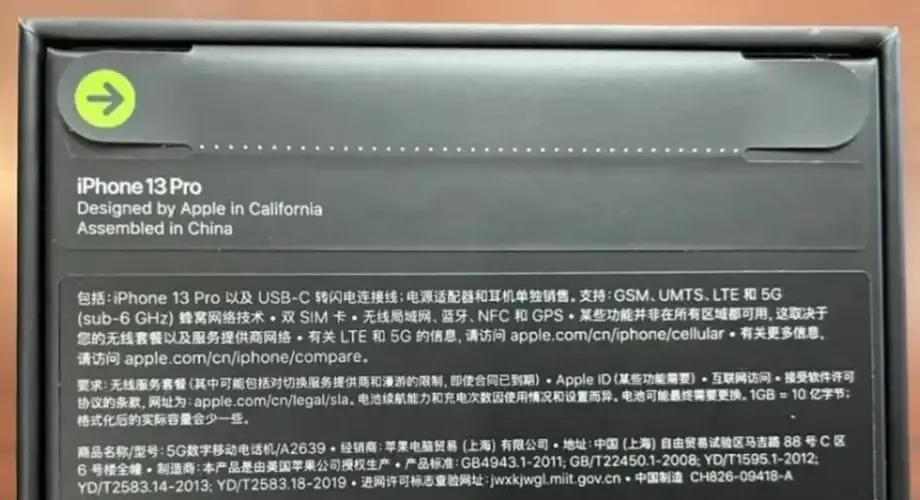 iPhone 13 Pro
Designed by Apple in California
Assembled in China
包括：iPhone 13 Pro 以及 USB-C 转闪电连接线；电源适配器和耳机单独销售。支持：GSM、UMTS、LTE 和 5G
(sub-6 GHz) 蜂窝网络技术 • 双 SIM 卡 • 无线局域网、蓝牙、NFC 和 GPS • 某些功能并非在所有区域都可用，这取决于
您的无线套餐以及服务提供商网络 • 有关 LTE 和 5G 的信息，请访问 apple.com/cn/iphone/cellular • 有关更多信息，
请访问 apple.com/cn/iphone/compare。
要求：无线服务套餐（其中可能包括对切换服务提供商和漫游的限制，即使合同已到期）• Apple ID（某些功能需要）• 互联网访问 • 接受软件许可
协议的条款，网址为：apple.com/cn/legal/sla。电池续航能力和充电次数因使用情况和设置而异。电池可能最终需要更换。1GB = 10 亿字节；
格式化后的实际容量会少一些。
商品名称/型号：5G数字移动电话机/A2639 • 经销商：苹果电脑贸易（上海）有限公司 • 地址：中国（上海）自由贸易试验区马吉路 88 号 C 区
6 号楼全幢 • 制造商：本产品是由美国苹果公司授权生产 • 产品标准：GB4943.1-2011; GB/T22450.1-2008; YD/T1595.1-2012;
YD/T2583.14-2013; YD/T2583.18-2019 • 进网许可标志查验网址：jwxkjwgl.miit.gov.cn • 中国制造 CH826-09418-A